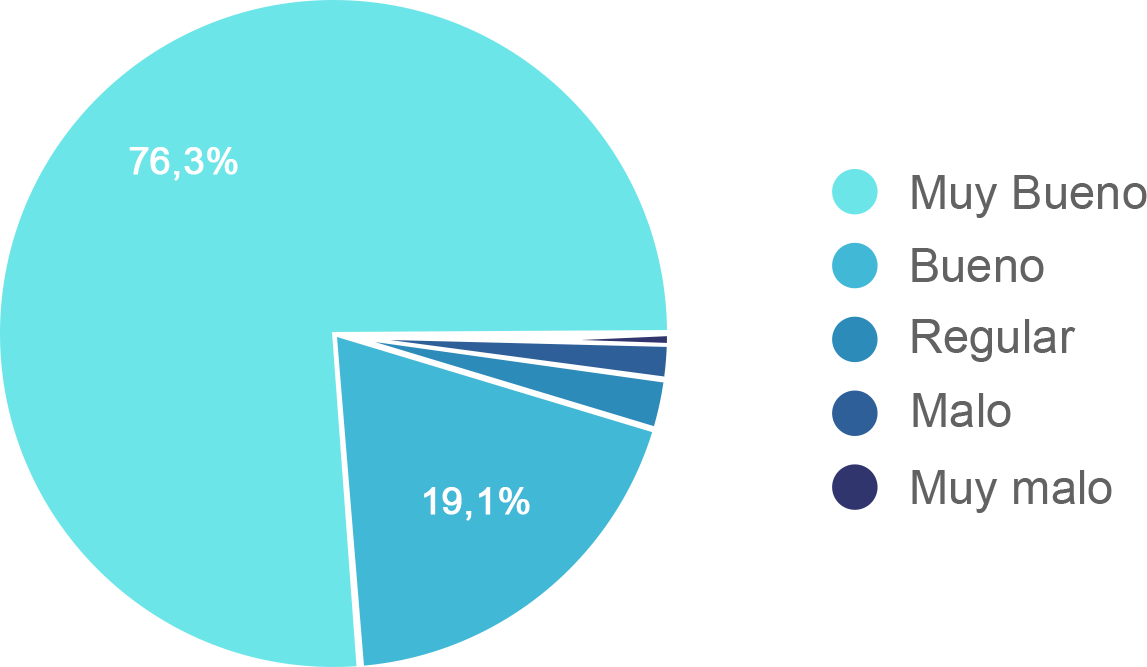 76,3%
19,1%
Muy Bueno
Bueno
Regular
Malo
Muy malo